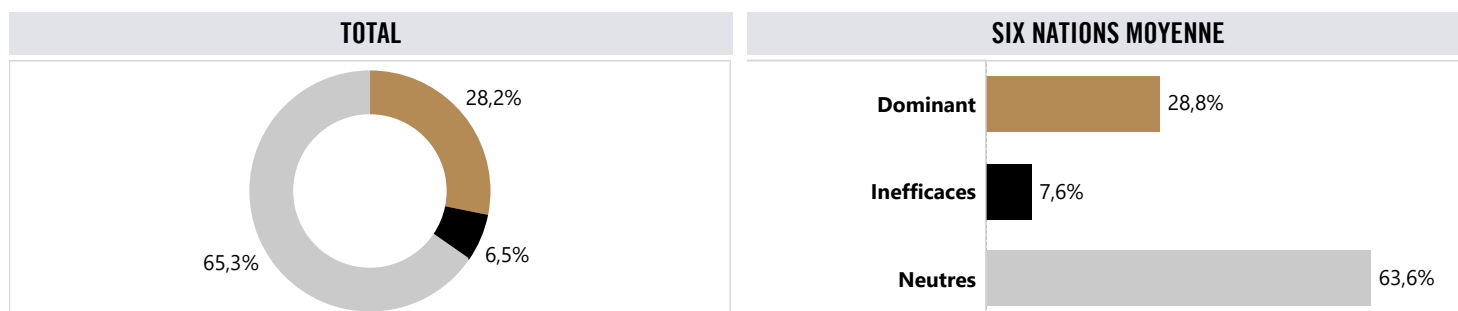 TOTAL
28,2%
6,5%
65,3%
SIX NATIONS MOYENNE
Dominant 28,8%
Inefficaces 7,6%
Neutres 63,6%